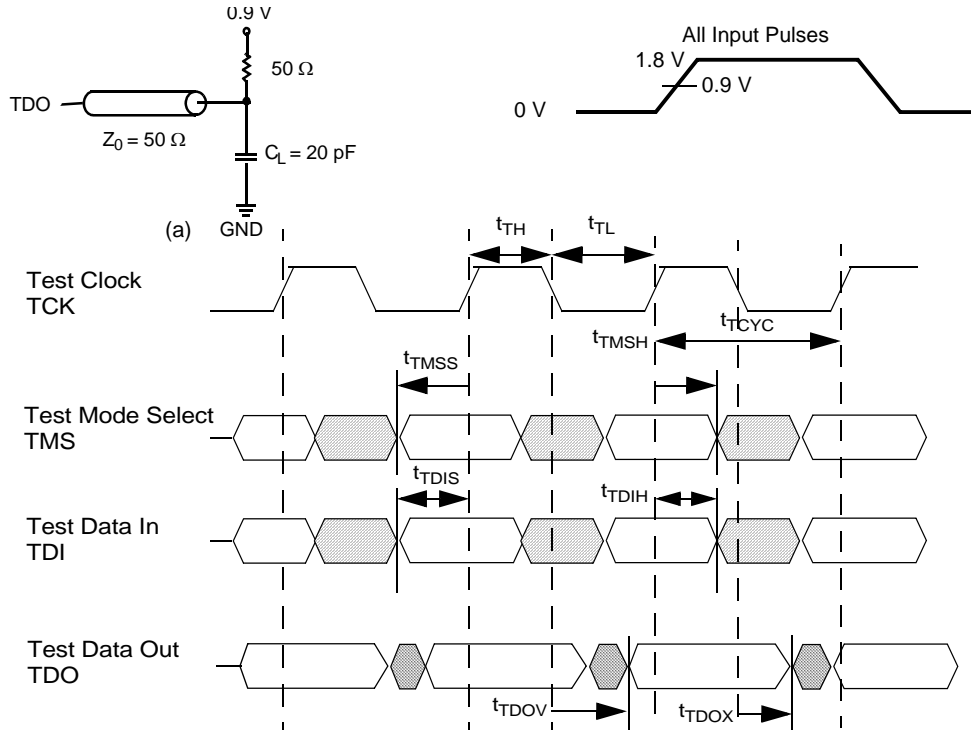 0.9 V
50 Ω
TDO
Z0 = 50 Ω
CL = 20 pF
(a) GND
All Input Pulses
1.8 V
0.9 V
0 V
tTH
tTL
Test Clock
TCK
tTMSH
tTCYC
tTMSS
Test Mode Select
TMS
tTDIS
tTDIH
Test Data In
TDI
Test Data Out
TDO
tTDOV
tTDOX